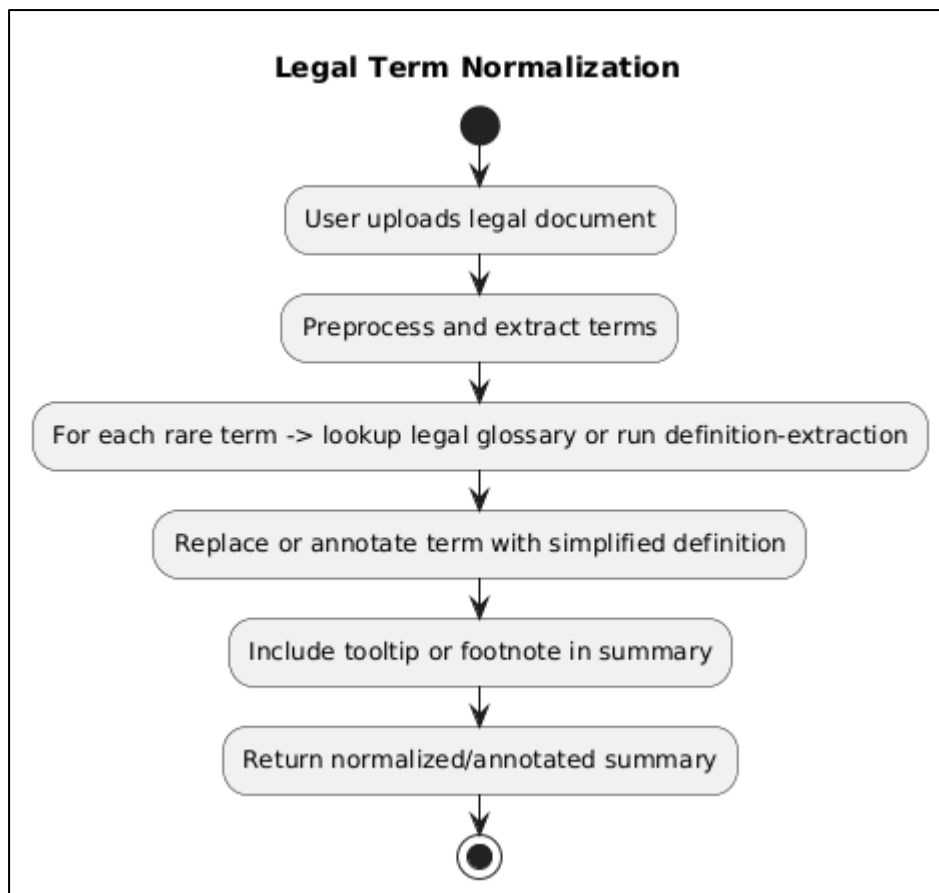 Legal Term Normalization
User uploads legal document
Preprocess and extract terms
For each rare term -> lookup legal glossary or run definition-extraction
Replace or annotate term with simplified definition
Include tooltip or footnote in summary
Return normalized/annotated summary